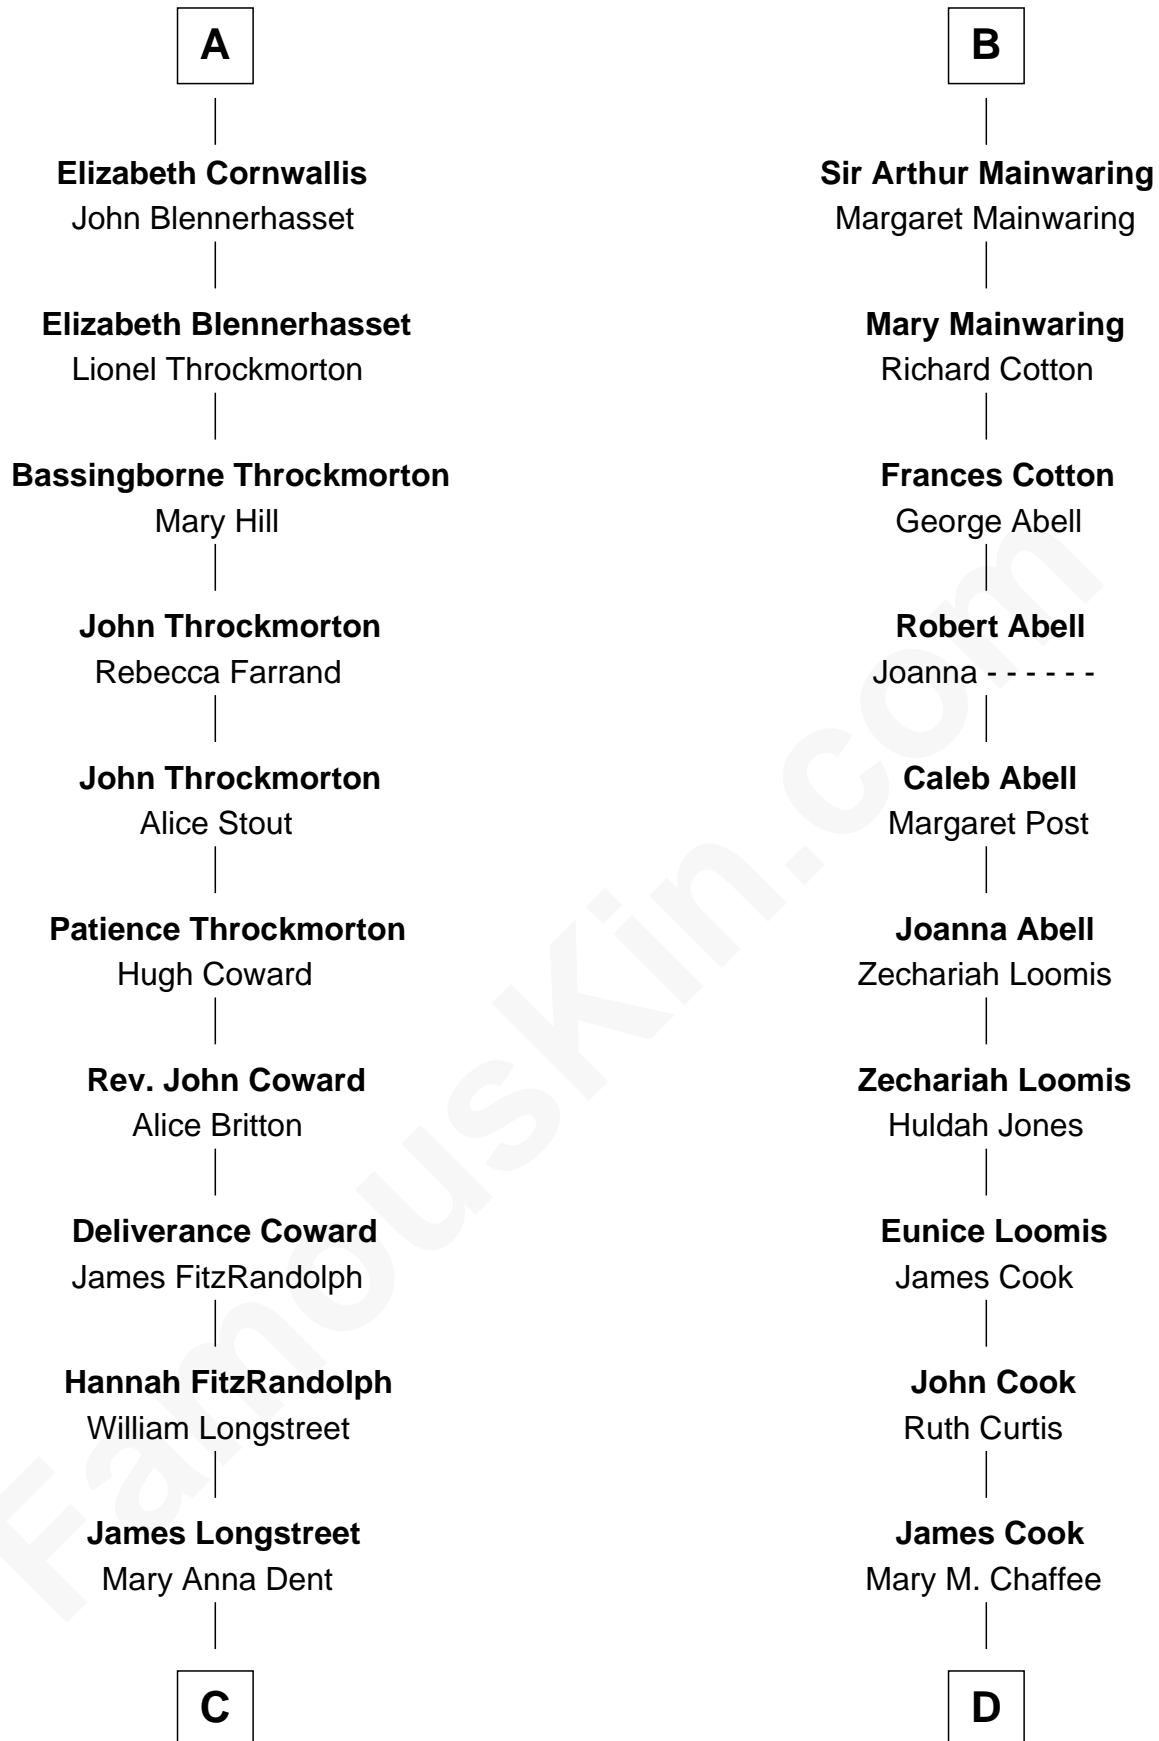 A
Elizabeth Cornwallis
John Blennerhasset
Elizabeth Blennerhasset
Lionel Throckmorton
Bassingborne Throckmorton
Mary Hill
John Throckmorton
Rebecca Farrand
John Throckmorton
Alice Stout
Patience Throckmorton
Hugh Coward
Rev. John Coward
Alice Britton
Deliverance Coward
James FitzRandolph
Hannah FitzRandolph
William Longstreet
James Longstreet
Mary Anna Dent
C
B
Sir Arthur Mainwaring
Margaret Mainwaring
Mary Mainwaring
Richard Cotton
Frances Cotton
George Abell
Robert Abell
Joanna - - - - - -
Caleb Abell
Margaret Post
Joanna Abell
Zechariah Loomis
Zechariah Loomis
Huldah Jones
Eunice Loomis
James Cook
John Cook
Ruth Curtis
James Cook
Mary M. Chaffee
D
FamousKin.com